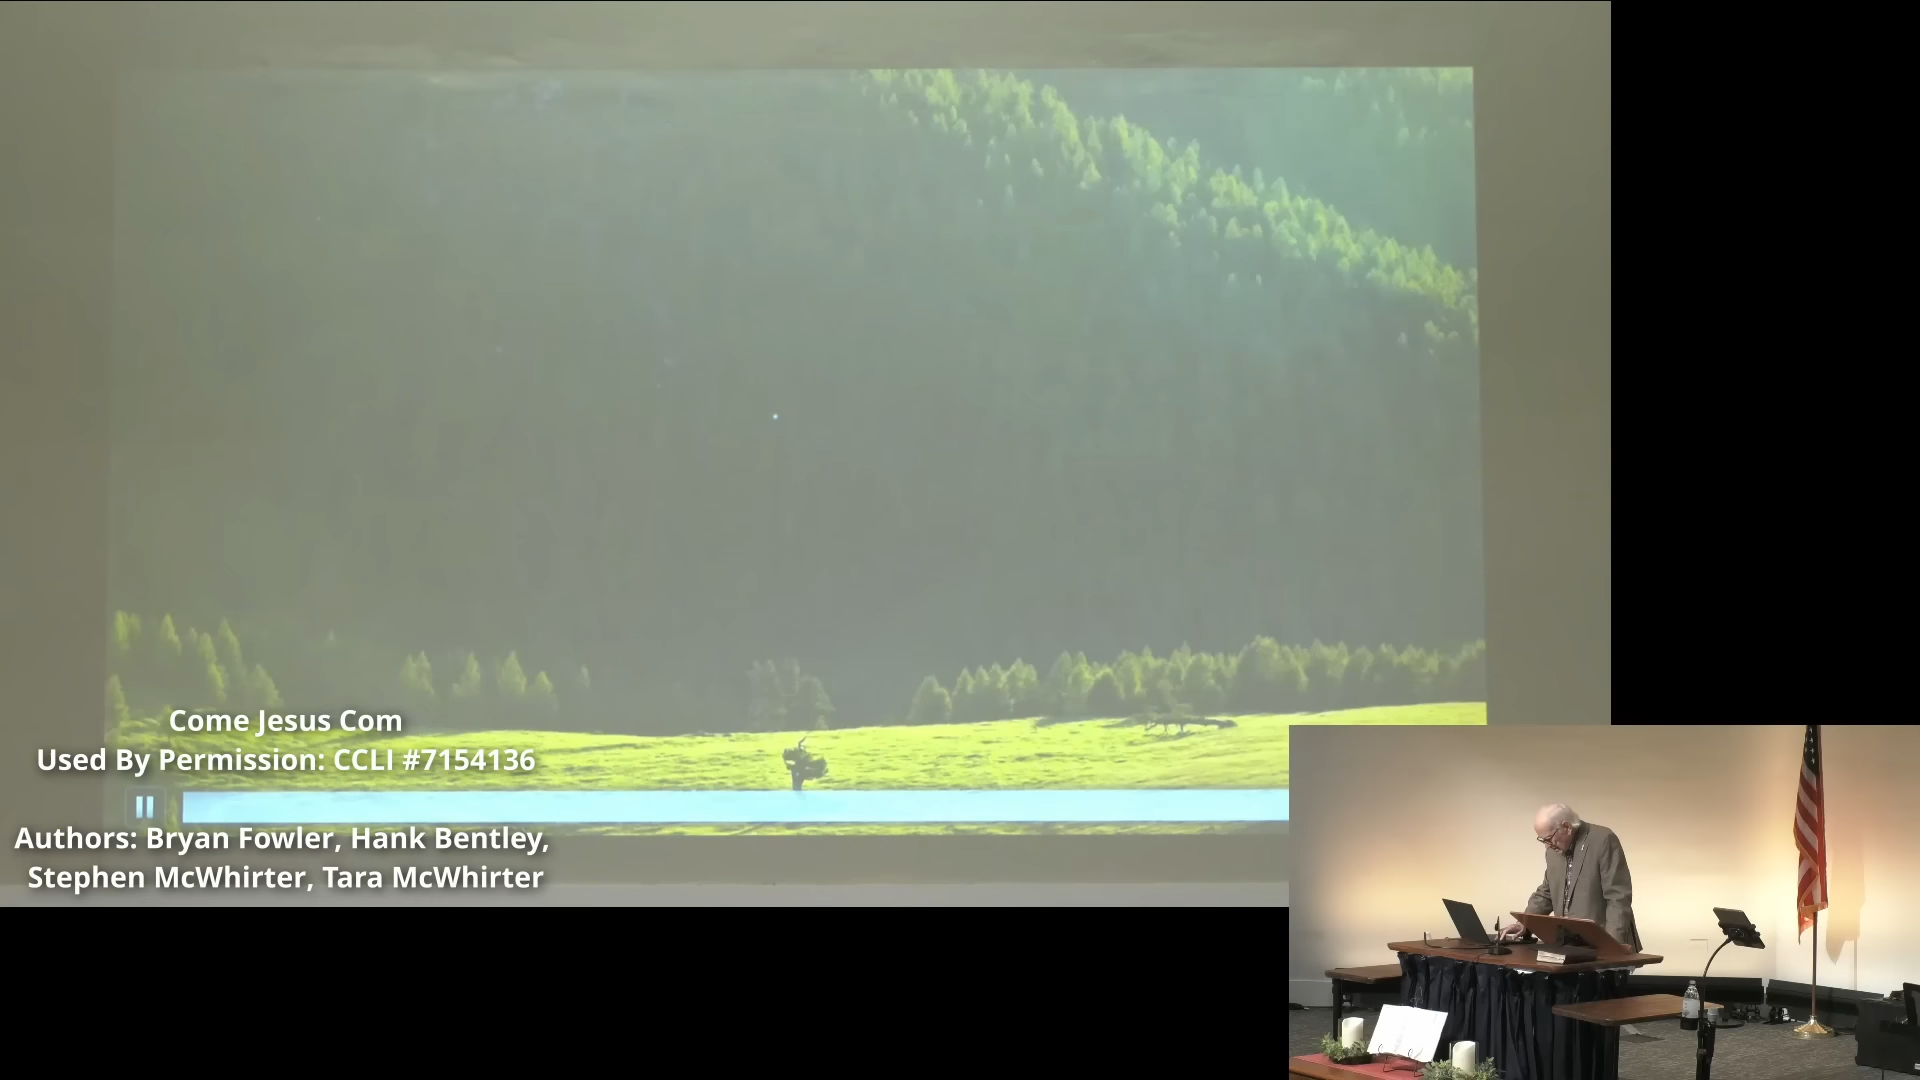 Come Jesus Com
Used By Permission: CCLI #7154136
Authors: Bryan Fowler, Hank Bentley,
Stephen McWhirter, Tara McWhirter